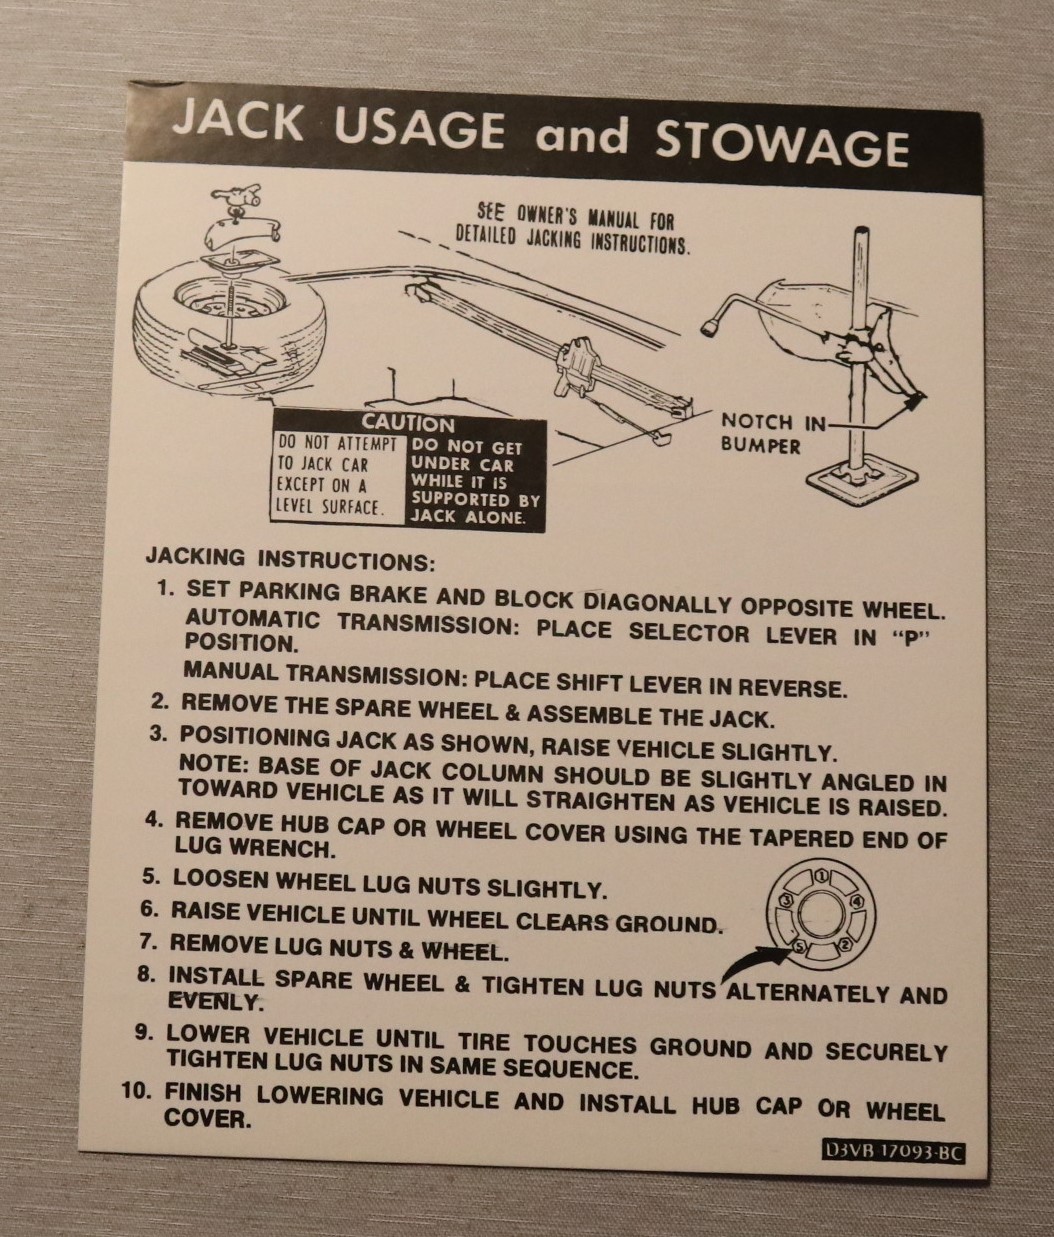 JACK USAGE and STOWAGE
SEE OWNER'S MANUAL FOR
DETAILED JACKING INSTRUCTIONS.
NOTCH IN
BUMPER
CAUTION
DO NOT ATTEMPT
TO JACK CAR
EXCEPT ON A
LEVEL SURFACE.
DO NOT GET
UNDER CAR
WHILE IT IS
SUPPORTED BY
JACK ALONE.
JACKING INSTRUCTIONS:
1. SET PARKING BRAKE AND BLOCK DIAGONALLY OPPOSITE WHEEL.
AUTOMATIC TRANSMISSION: PLACE SELECTOR LEVER IN "P"
POSITION.
MANUAL TRANSMISSION: PLACE SHIFT LEVER IN REVERSE.
2. REMOVE THE SPARE WHEEL & ASSEMBLE THE JACK.
3. POSITIONING JACK AS SHOWN, RAISE VEHICLE SLIGHTLY.
NOTE: BASE OF JACK COLUMN SHOULD BE SLIGHTLY ANGLED IN
TOWARD VEHICLE AS IT WILL STRAIGHTEN AS VEHICLE IS RAISED.
4. REMOVE HUB CAP OR WHEEL COVER USING THE TAPERED END OF
LUG WRENCH.
5. LOOSEN WHEEL LUG NUTS SLIGHTLY.
6. RAISE VEHICLE UNTIL WHEEL CLEARS GROUND.
7. REMOVE LUG NUTS & WHEEL.
1
3 4
5 2
8. INSTALL SPARE WHEEL & TIGHTEN LUG NUTS ALTERNATELY AND
EVENLY.
9. LOWER VEHICLE UNTIL TIRE TOUCHES GROUND AND SECURELY
TIGHTEN LUG NUTS IN SAME SEQUENCE.
10. FINISH LOWERING VEHICLE AND INSTALL HUB CAP OR WHEEL
COVER.
D3VB 17093-BC